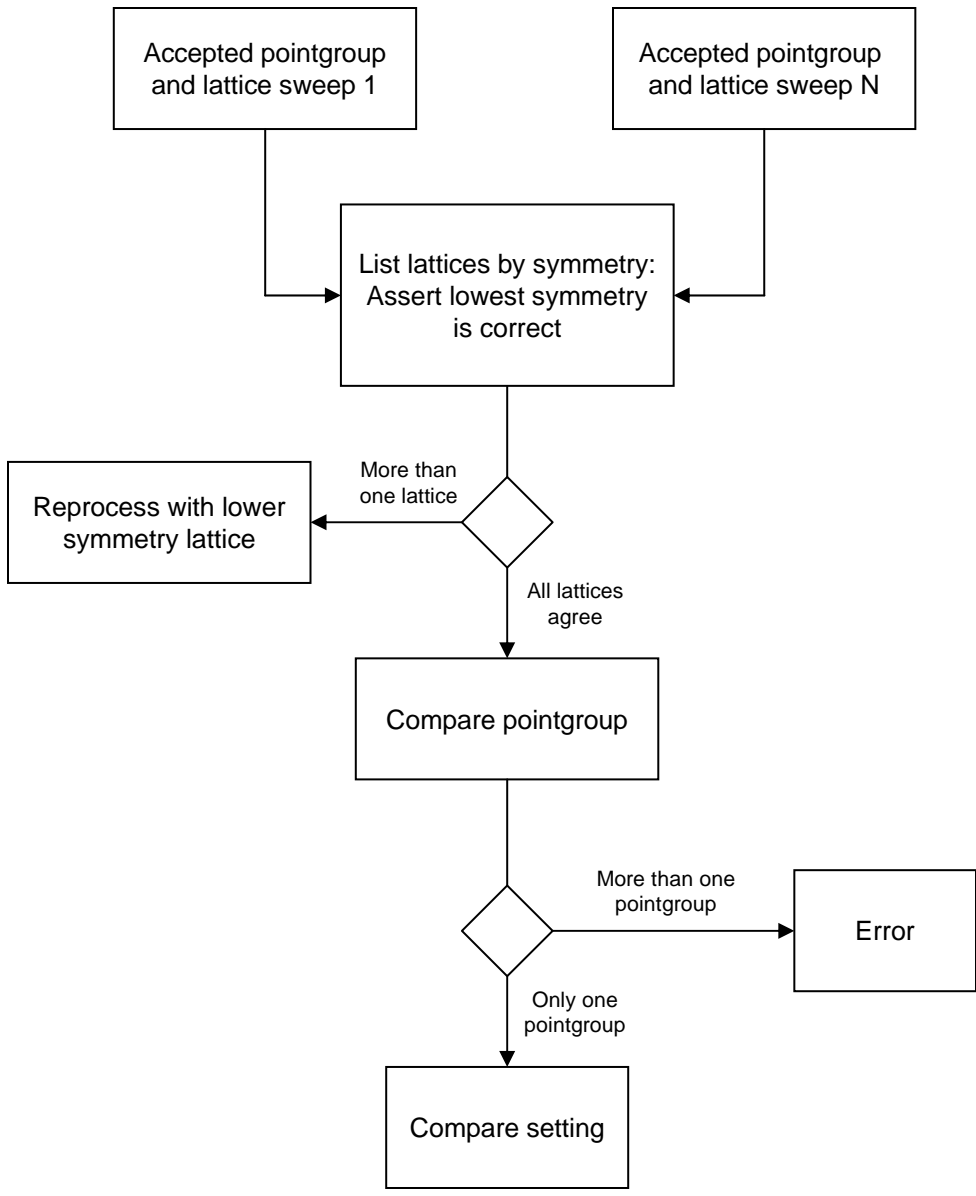 Accepted pointgroup
and lattice sweep 1
Accepted pointgroup
and lattice sweep N
List lattices by symmetry:
Assert lowest symmetry
is correct
More than
one lattice
Reprocess with lower
symmetry lattice
All lattices
agree
Compare pointgroup
More than one
pointgroup
Error
Only one
pointgroup
Compare setting